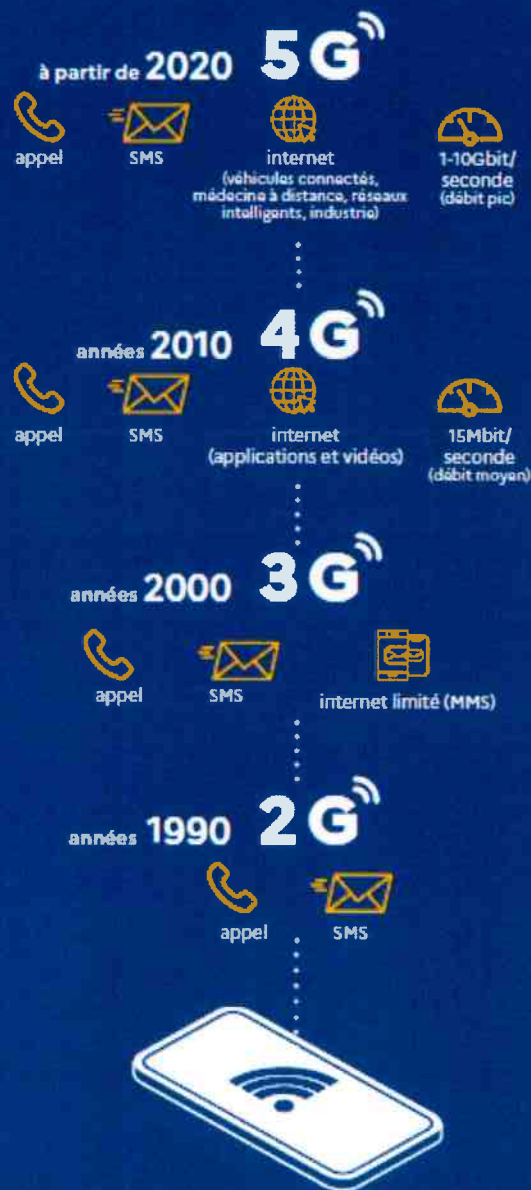 à partir de 2020 5G
appel
SMS
internet
(véhicules connectés,
médecine à distance, réseaux
intelligents, industrie)
1-10Gbit/
seconde
(débit pic)
années 2010 4G
appel
SMS
internet
(applications et vidéos)
15Mbit/
seconde
(débit moyen)
années 2000 3G
appel
SMS
internet limité (MMS)
années 1990 2G
appel
SMS